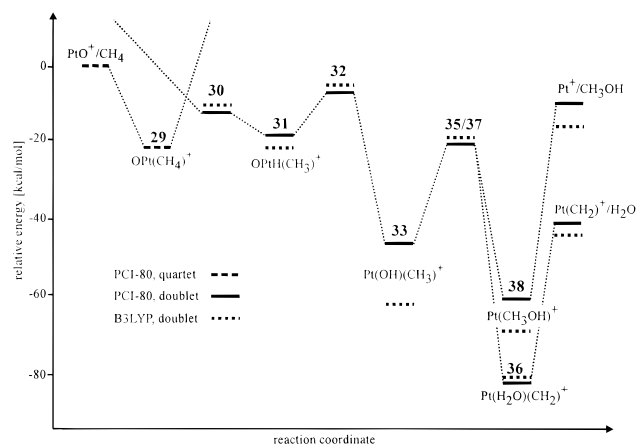 PtO⁺/CH₄
0
-20
-40
-60
-80
relative energy [kcal/mol]
29
OPt(CH₄)⁺
30
31
OPtH(CH₃)⁺
32
33
Pt(OH)(CH₃)⁺
35/37
Pt⁺/CH₃OH
Pt(CH₂)⁺/H₂O
38
Pt(CH₃OH)⁺
36
Pt(H₂O)(CH₂)⁺
PCI-80, quartet
PCI-80, doublet
B3LYP, doublet
reaction coordinate